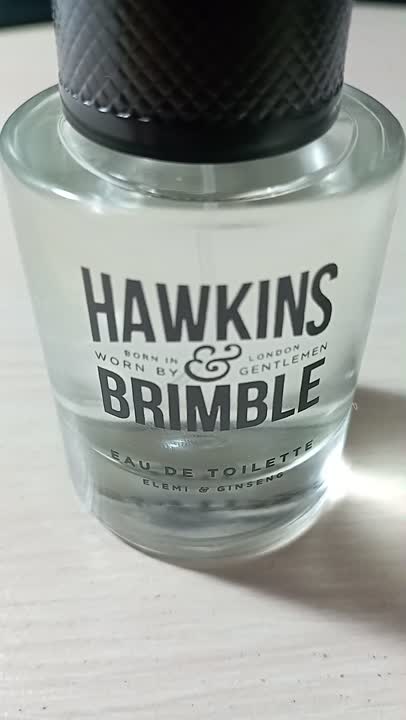 HAWKINS
BORN IN & LONDON
WORN BY GENTLEMEN
BRIMBLE
EAU DE TOILETTE
ELEMI & GINSENG